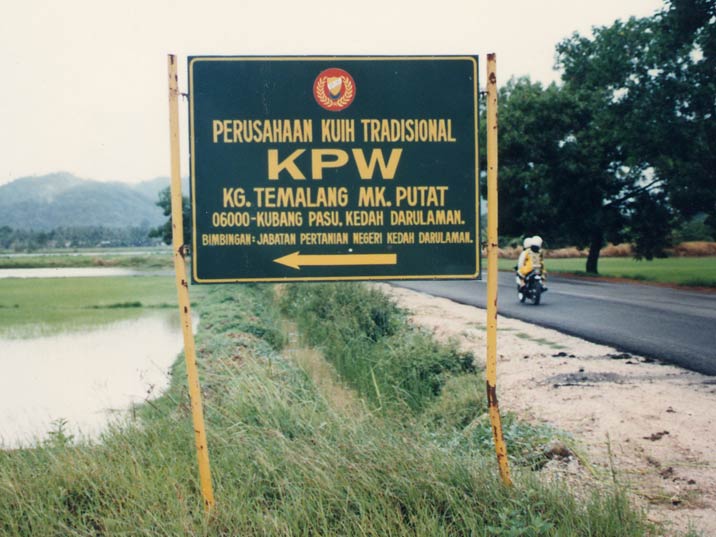 PERUSAHAAN KUIH TRADISIONAL
KPW
KG. TEMALANG MK. PUTAT
06000-KUBANG PASU, KEDAH DARULAMAN.
BIMBINGAN: JABATAN PERTANIAN NEGERI KEDAH DARULAMAN.